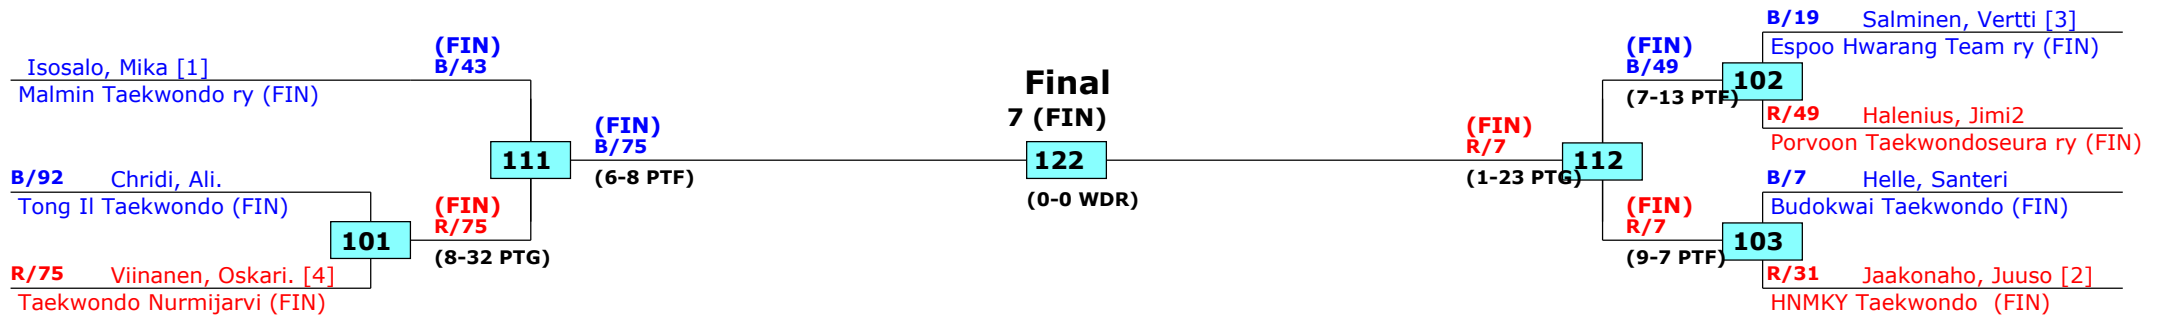 Isosalo, Mika [1]
Malmin Taekwondo ry (FIN)
(FIN)
B/43
B/92 Chridi, Ali.
Tong Il Taekwondo (FIN)
101
R/75 Viinanen, Oskari. [4]
Taekwondo Nurmijarvi (FIN)
(FIN)
R/75
(8-32 PTG)
111
(FIN)
B/75
(6-8 PTF)
Final
7 (FIN)
122
(0-0 WDR)
(FIN)
R/7
(1-23 PTG)
112
(FIN)
B/49
(7-13 PTF)
102
B/19 Salminen, Vertti [3]
Espoo Hwarang Team ry (FIN)
R/49 Halenius, Jimi2
Porvoon Taekwondoseura ry (FIN)
(FIN)
R/7
(9-7 PTF)
103
B/7 Helle, Santeri
Budokwai Taekwondo (FIN)
R/31 Jaakonaho, Juuso [2]
HNMKY Taekwondo (FIN)